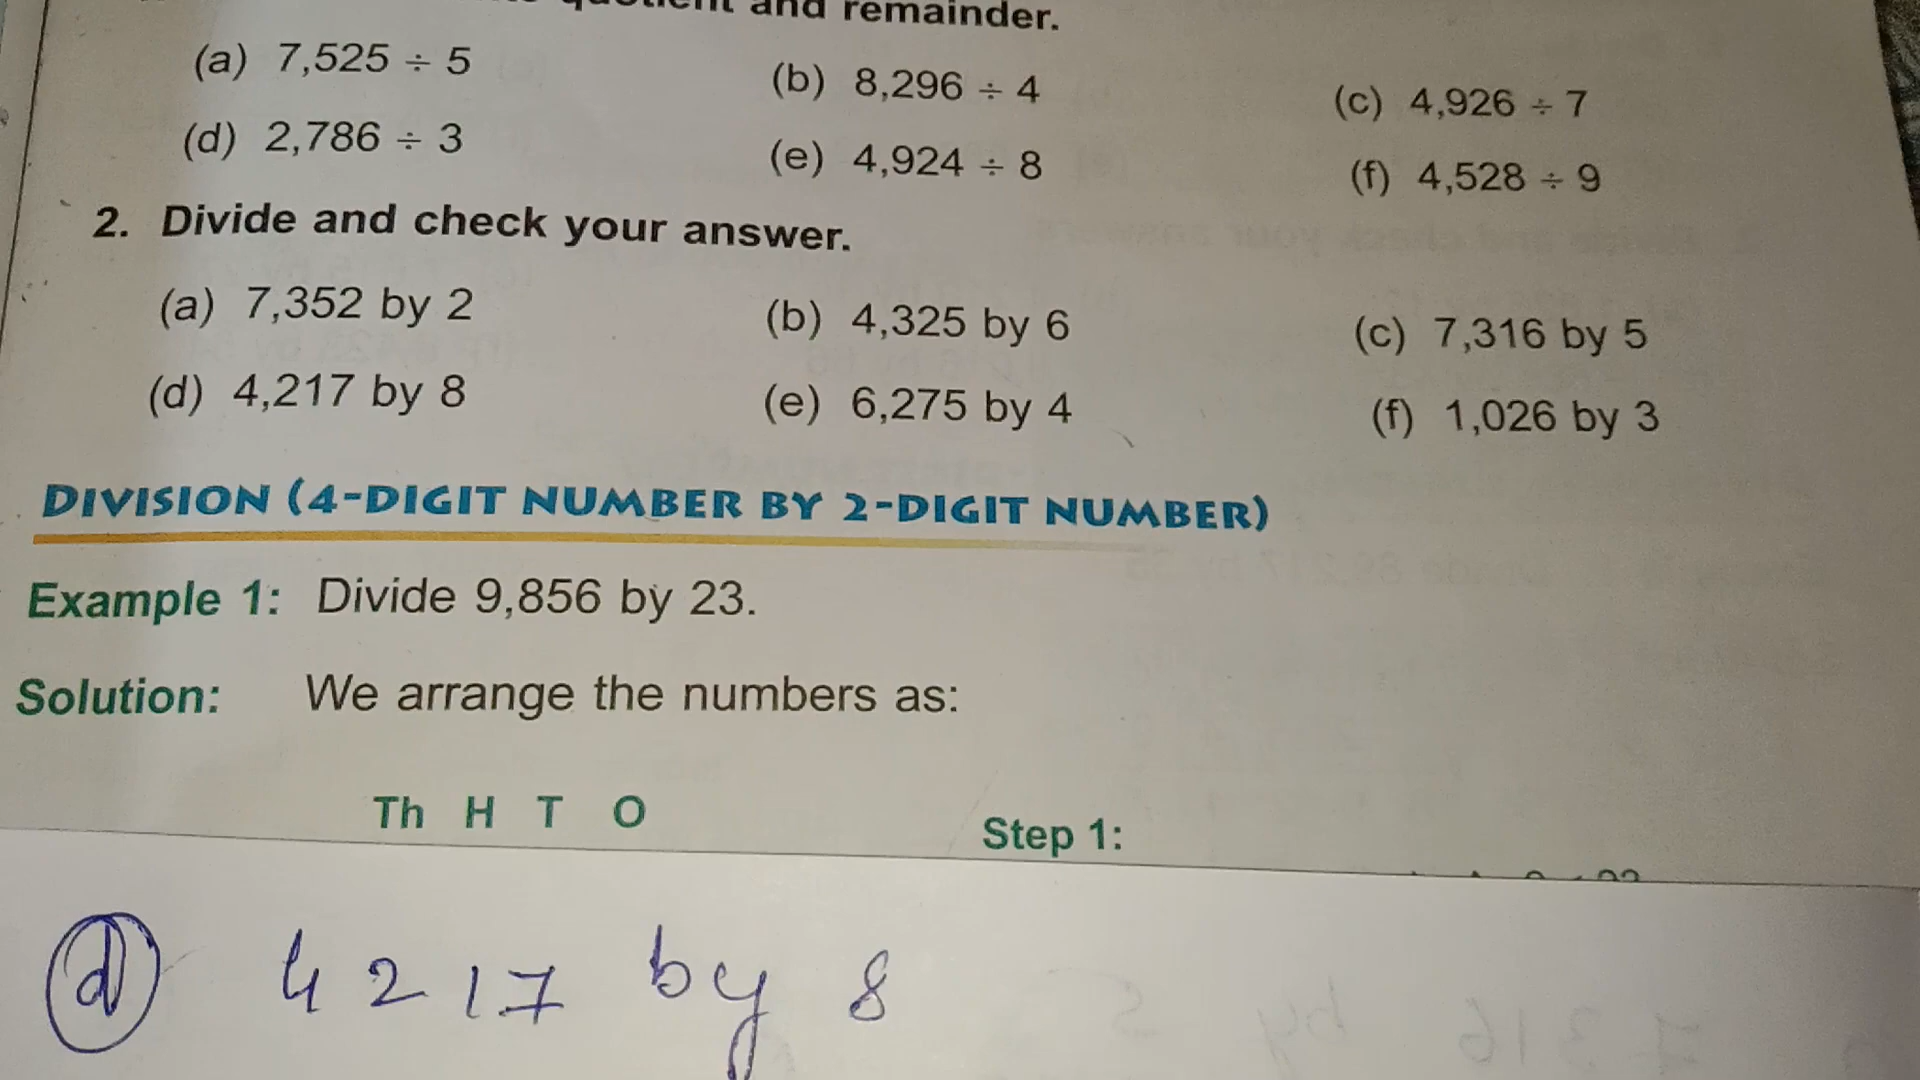 quotient and remainder.
(a) 7,525 ÷ 5 (b) 8,296 ÷ 4 (c) 4,926 ÷ 7
(d) 2,786 ÷ 3 (e) 4,924 ÷ 8 (f) 4,528 ÷ 9
2. Divide and check your answer.
(a) 7,352 by 2 (b) 4,325 by 6 (c) 7,316 by 5
(d) 4,217 by 8 (e) 6,275 by 4 (f) 1,026 by 3
DIVISION (4-DIGIT NUMBER BY 2-DIGIT NUMBER)
Example 1: Divide 9,856 by 23.
Solution: We arrange the numbers as:
Th H T O Step 1:
(d) 4217 by 8